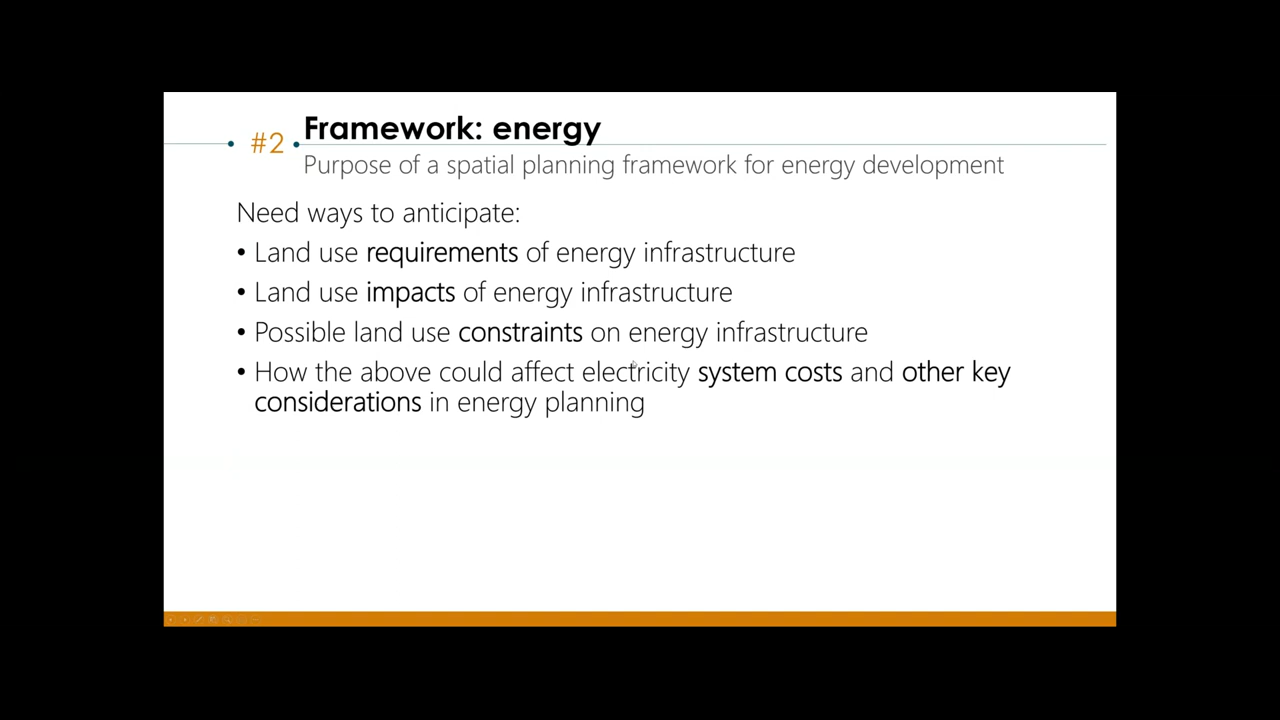 #2
Framework: energy
Purpose of a spatial planning framework for energy development
Need ways to anticipate:
• Land use requirements of energy infrastructure
• Land use impacts of energy infrastructure
• Possible land use constraints on energy infrastructure
• How the above could affect electricity system costs and other key
considerations in energy planning